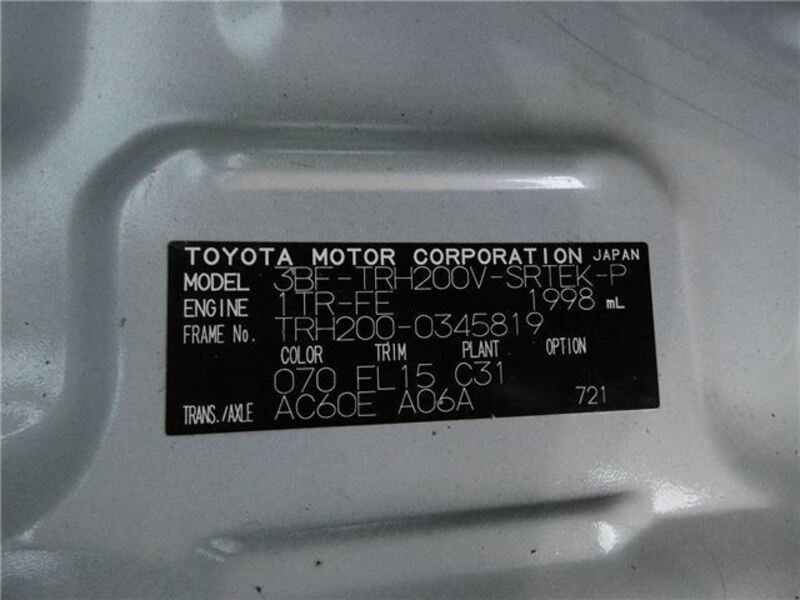 TOYOTA MOTOR CORPORATION JAPAN
MODEL 3BF-TRH200V-SRTEK-P
ENGINE 1TR-FE 1998 mL
FRAME No. TRH200-0345819
COLOR TRIM PLANT OPTION
070 FL15 C31
TRANS./AXLE AC60E A06A 721